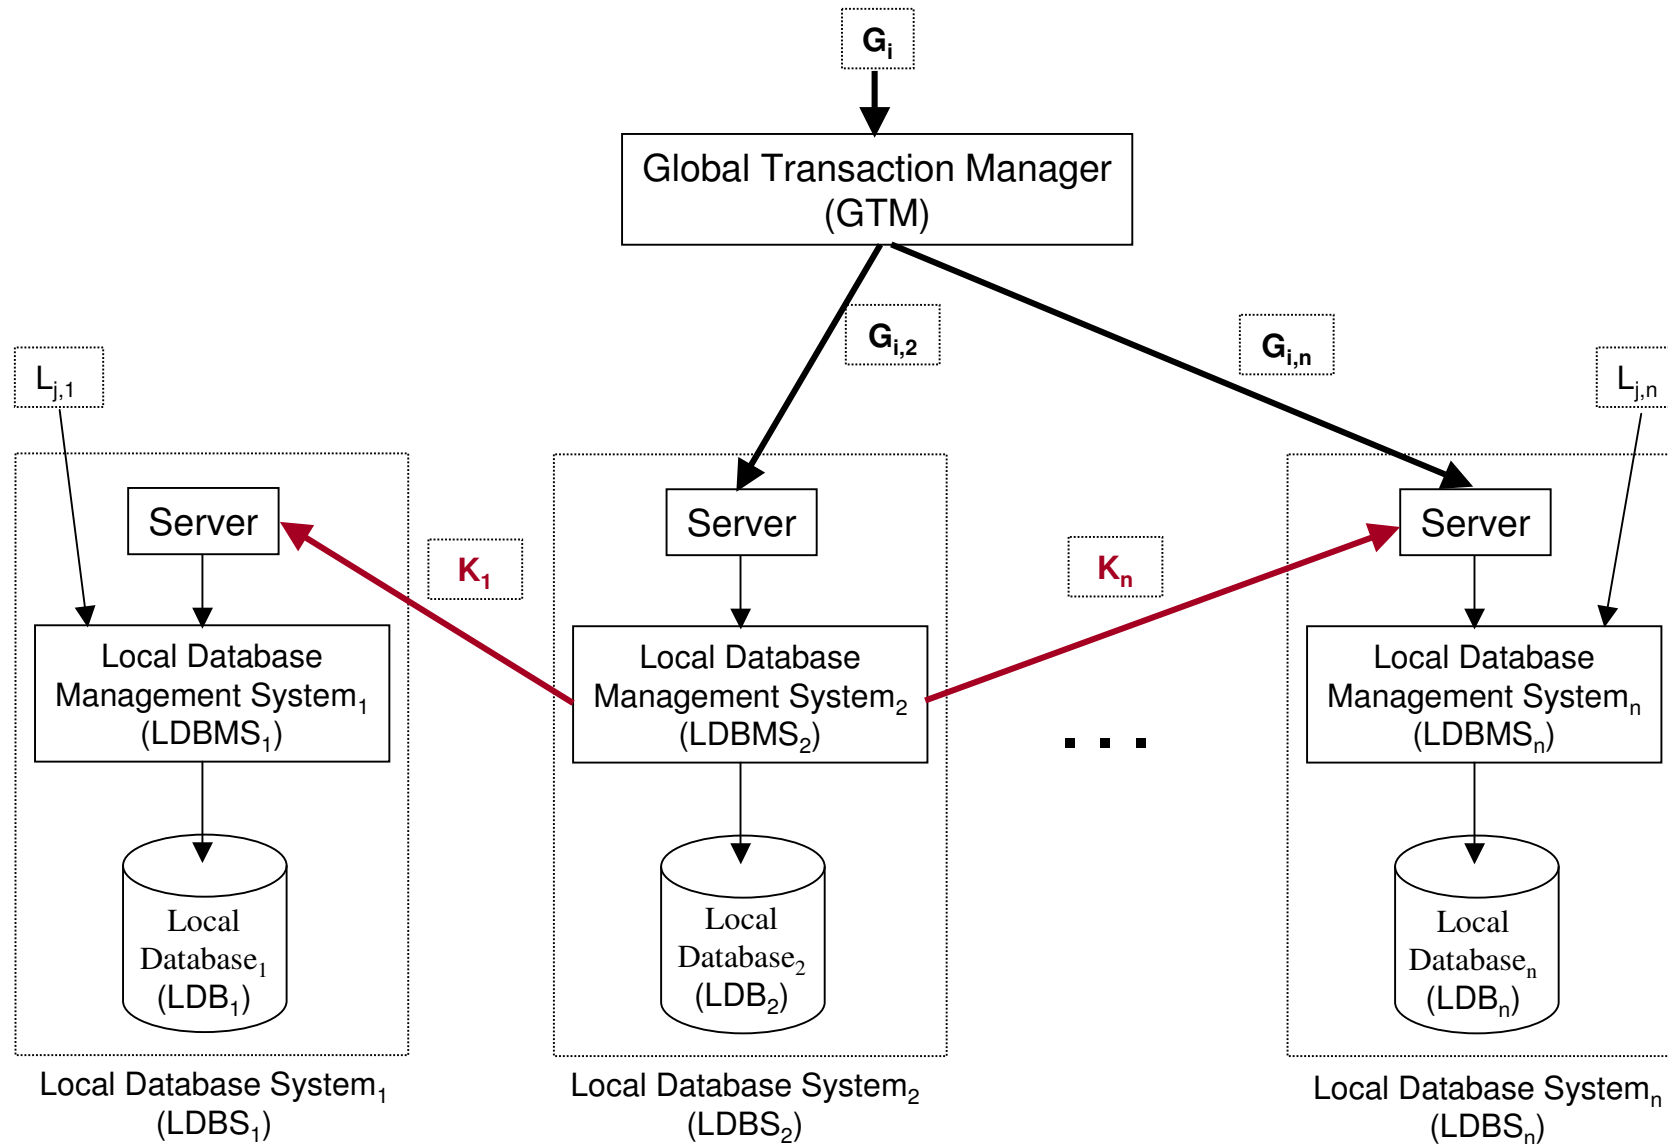 Gi
Global Transaction Manager
(GTM)
Gi,2
Gi,n
Lj,1
Lj,n
Server
Server
Server
K1
Kn
Local Database
Management System1
(LDBMS1)
Local Database
Management System2
(LDBMS2)
. . .
Local Database
Management Systemn
(LDBMSn)
Local
Database1
(LDB1)
Local
Database2
(LDB2)
Local
Databasen
(LDBn)
Local Database System1
(LDBS1)
Local Database System2
(LDBS2)
Local Database Systemn
(LDBSn)